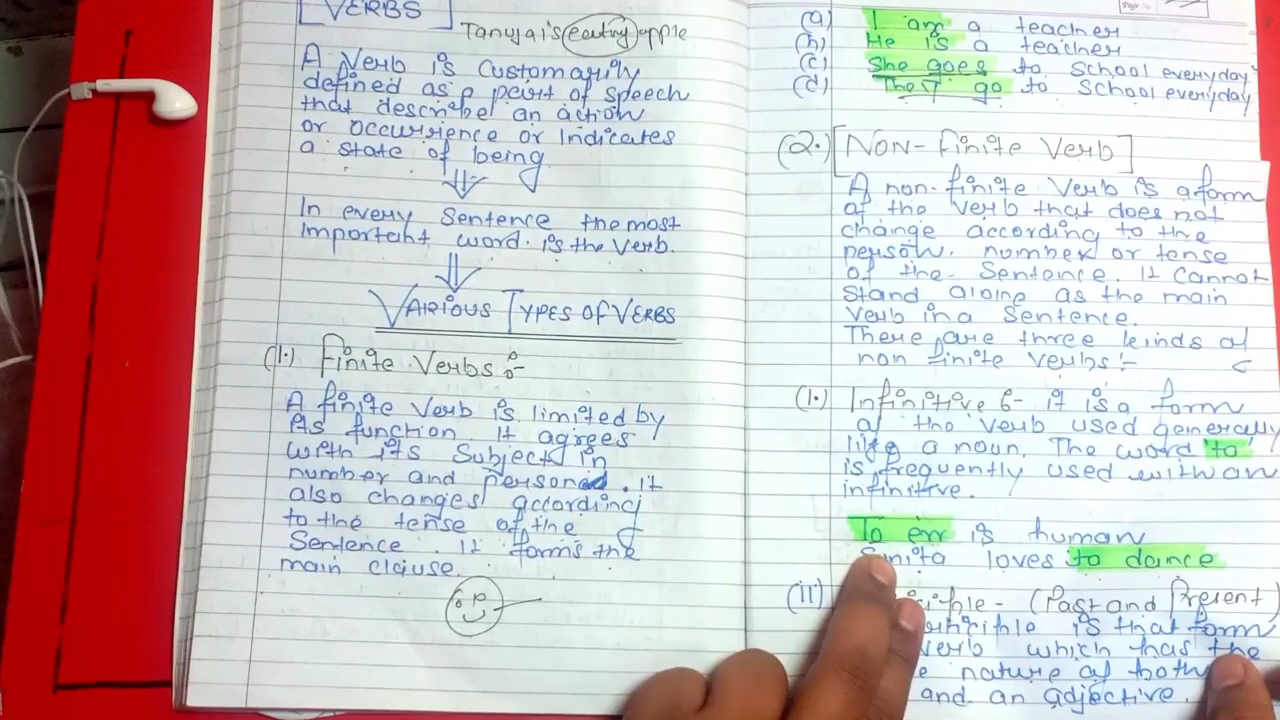 VERBS
Tanya is eating apple
A Verb is Customarily
defined as a part of speech
that describe an action
or occurrence or Indicates
a state of being
In every Sentence the most
important word is the verb.
VARIOUS TYPES OF VERBS
(1.) Finite Verbs :-
A finite Verb is limited by
its function. It agrees
with its Subject in
number and person. it
also changes according
to the tense of the
Sentence. It forms the
main clause.
(a) I am a teacher
(b) He is a teacher
(c) She goes to School everyday
(d) They go to School everyday
(2.) [Non-finite Verb]
A non-finite Verb is a form
of the verb that does not
change according to the
person, number or tense
of the Sentence. It cannot
Stand alone as the main
Verb in a Sentence.
There are three kinds of
non finite verbs :-
(1.) Infinitive :- it is a form
of the verb used generally
like a noun. The word 'to'
is frequently used with an
infinitive.
To err is human
Sunita loves to dance
(ii) (Past and Present)
is that form
verb which has the
nature of both
and an adjective.